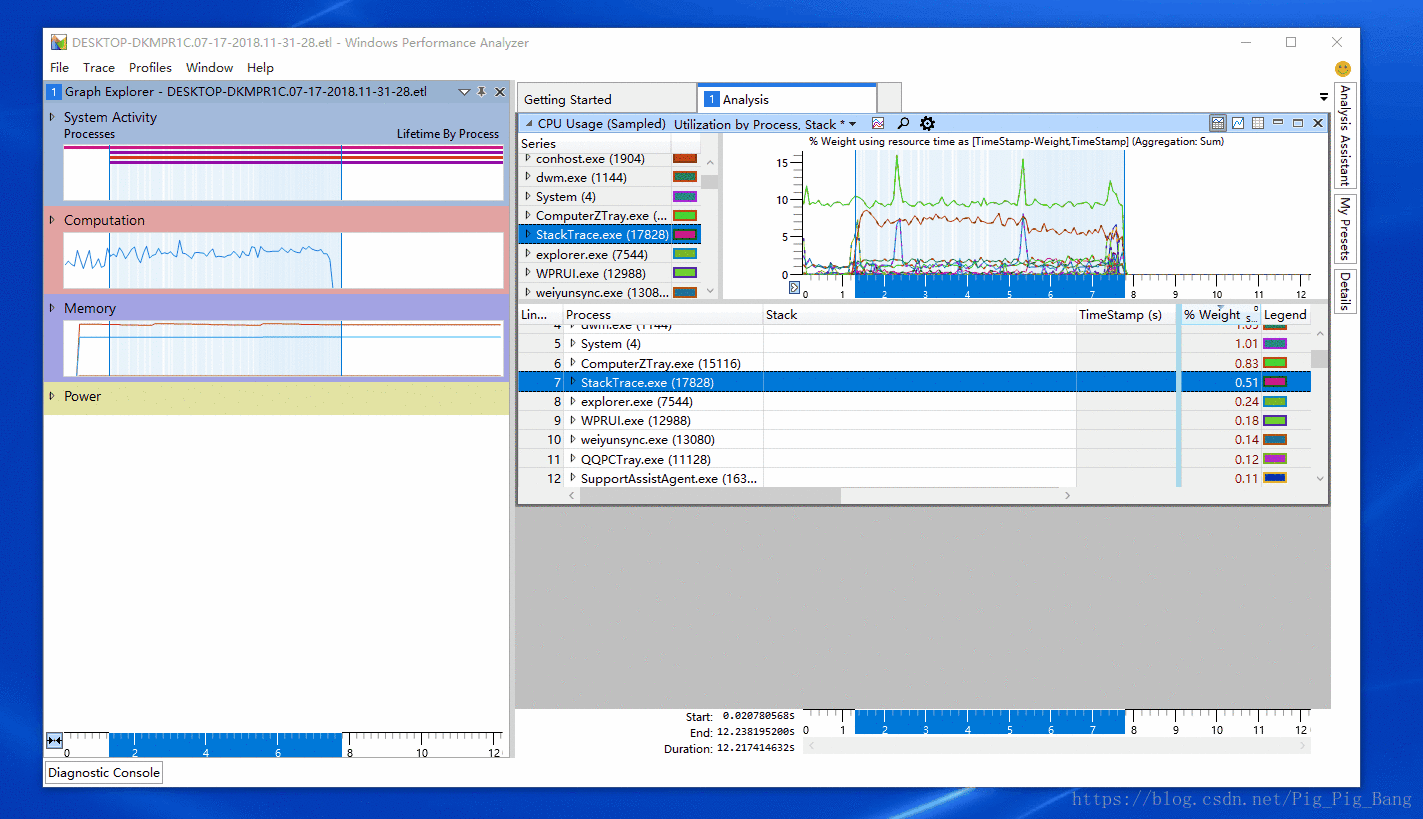 DESKTOP-DKMPR1C.07-17-2018.11-31-28.etl - Windows Performance Analyzer
File Trace Profiles Window Help
1 Graph Explorer - DESKTOP-DKMPR1C.07-17-2018.11-31-28.etl
System Activity
Processes Lifetime By Process
Computation
Memory
Power
0 2 4 6 8 10 12
Diagnostic Console
Getting Started
1 Analysis
CPU Usage (Sampled) Utilization by Process, Stack *
Series
conhost.exe (1904)
dwm.exe (1144)
System (4)
ComputerZTray.exe (...
StackTrace.exe (17828)
explorer.exe (7544)
WPRUI.exe (12988)
weiyunsync.exe (1308...
% Weight using resource time as [TimeStamp-Weight,TimeStamp] (Aggregation: Sum)
15
10
5
0
0 1 2 3 4 5 6 7 8 9 10 11 12
Lin... Process Stack TimeStamp (s) % Weight 0 s... Legend
4 dwm.exe (1144) 1.05
5 System (4) 1.01
6 ComputerZTray.exe (15116) 0.83
7 StackTrace.exe (17828) 0.51
8 explorer.exe (7544) 0.24
9 WPRUI.exe (12988) 0.18
10 weiyunsync.exe (13080) 0.14
11 QQPCTray.exe (11128) 0.12
12 SupportAssistAgent.exe (163... 0.11
Start: 0.020780568s
End: 12.238195200s
Duration: 12.217414632s
0 1 2 3 4 5 6 7 8 9 10 11 12
Analysis Assistant
My Presets
Details
https://blog.csdn.net/Pig_Pig_Bang